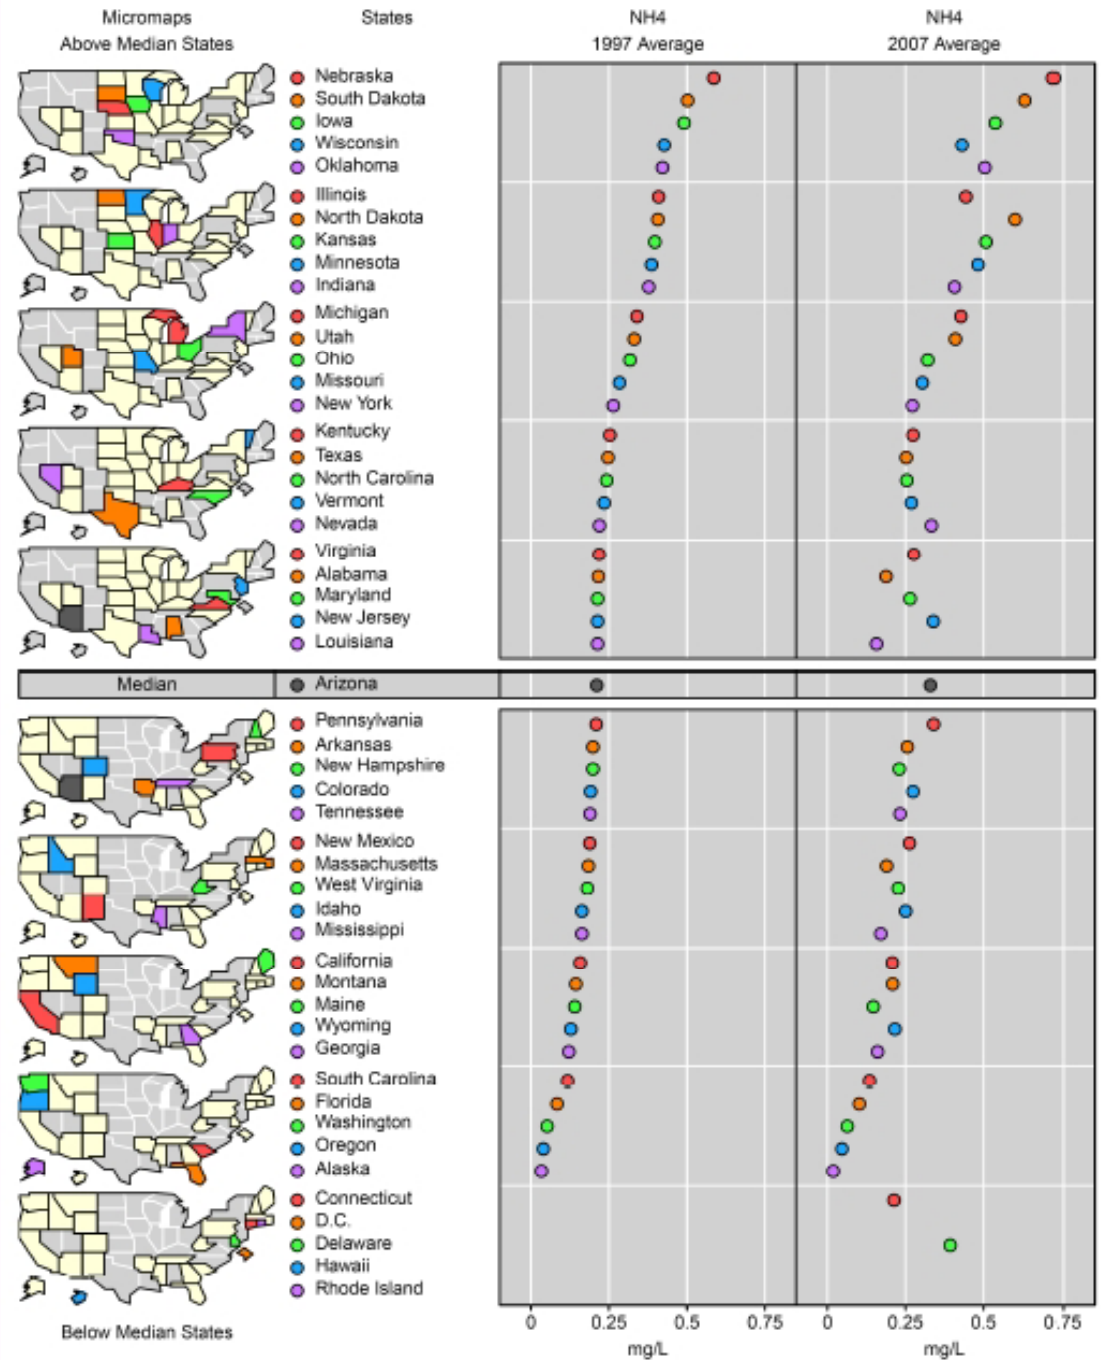 Micromaps States NH4 NH4
Above Median States 1997 Average 2007 Average
Nebraska
South Dakota
Iowa
Wisconsin
Oklahoma
Illinois
North Dakota
Kansas
Minnesota
Indiana
Michigan
Utah
Ohio
Missouri
New York
Kentucky
Texas
North Carolina
Vermont
Nevada
Virginia
Alabama
Maryland
New Jersey
Louisiana
Median Arizona
Pennsylvania
Arkansas
New Hampshire
Colorado
Tennessee
New Mexico
Massachusetts
West Virginia
Idaho
Mississippi
California
Montana
Maine
Wyoming
Georgia
South Carolina
Florida
Washington
Oregon
Alaska
Connecticut
D.C.
Delaware
Hawaii
Rhode Island
0 0.25 0.5 0.75 0 0.25 0.5 0.75
Below Median States
mg/L mg/L